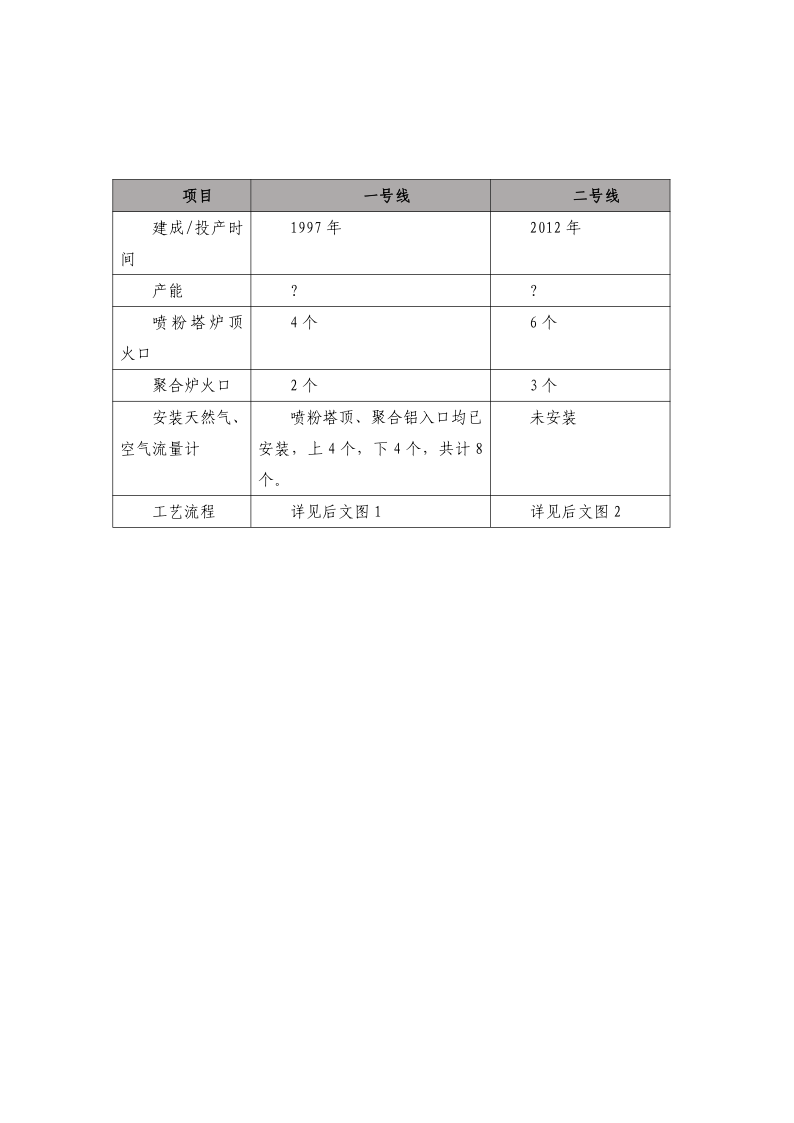 项目 一号线 二号线
建成/投产时 1997 年 2012 年
间
产能 ? ?
喷粉塔炉顶 4 个 6 个
火口
聚合炉火口 2 个 3 个
安装天然气、 喷粉塔顶、聚合铝入口均已 未安装
空气流量计 安装，上 4 个，下 4 个，共计 8
个。
工艺流程 详见后文图 1 详见后文图 2